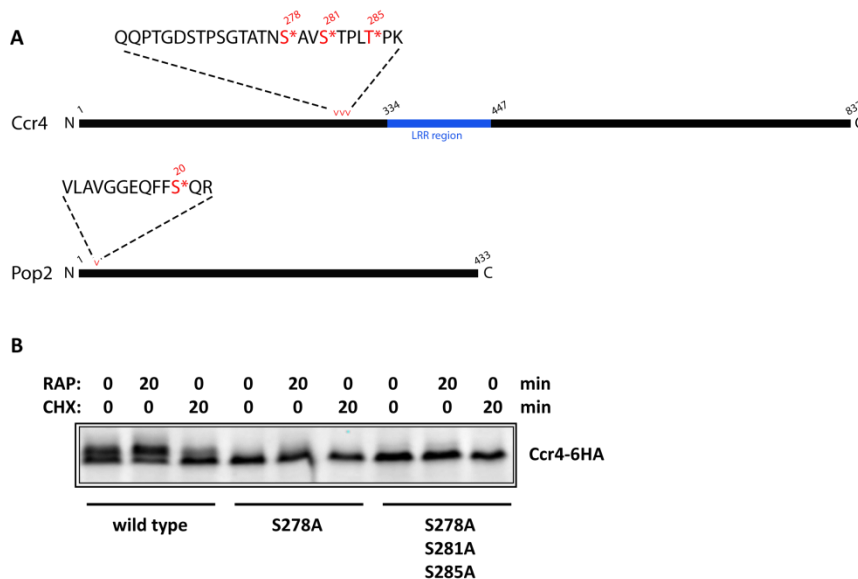 A
278 281 285
QQPTGDSTPSGTATNS*AVS*TPLT*PK
1 334 447 837
Ccr4 N vvv C
LRR region
20
VLAVGGEQFFS*QR
1 v 433
Pop2 N C
B
RAP: 0 20 0 0 20 0 0 20 0 min
CHX: 0 0 20 0 0 20 0 0 20 min
Ccr4-6HA
wild type S278A S278A
S281A
S285A